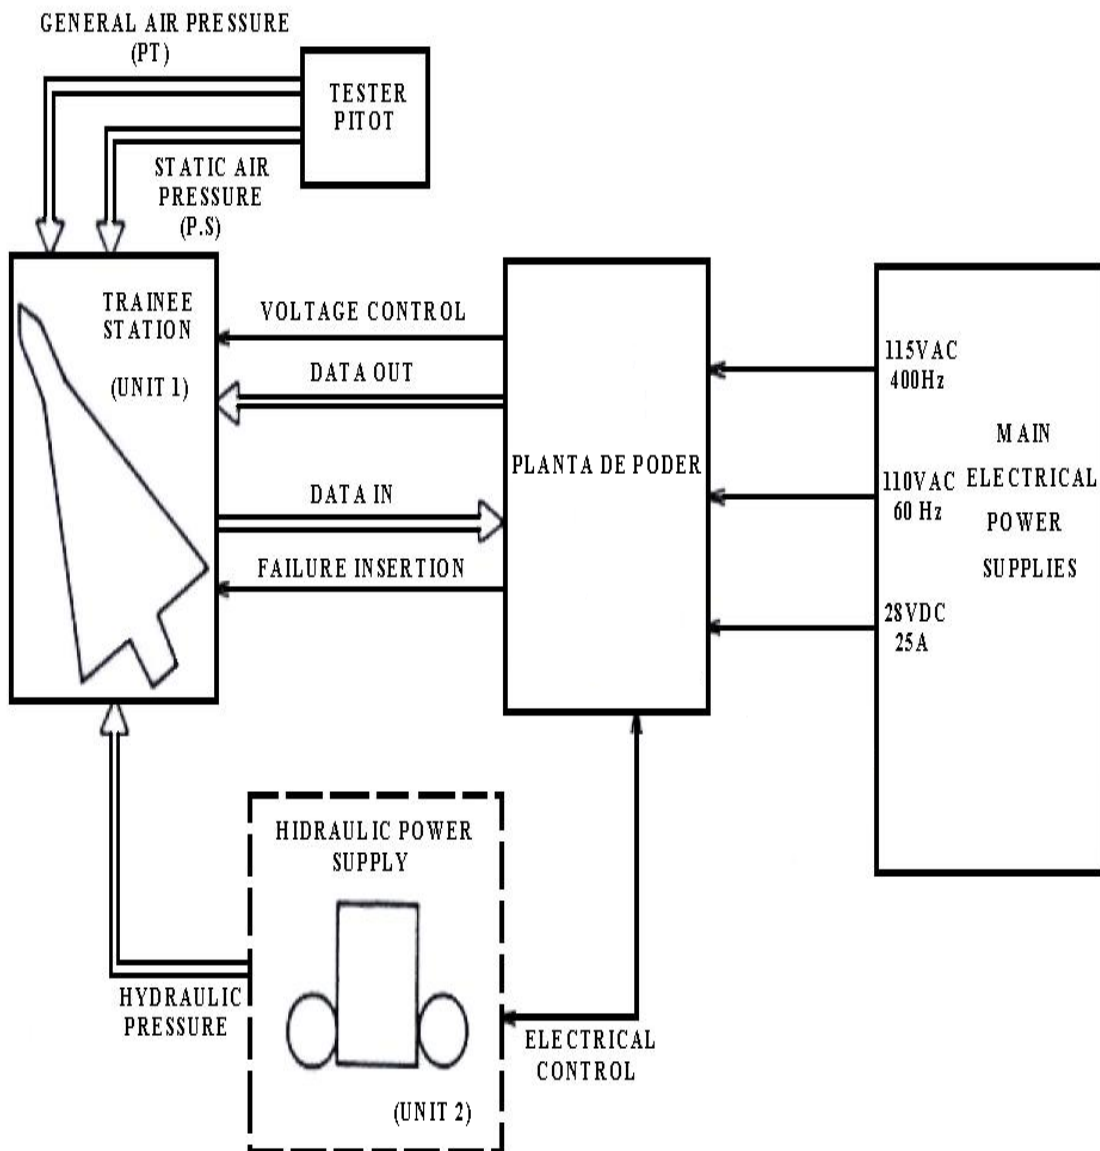 GENERAL AIR PRESSURE
(PT)
TESTER
PITOT
STATIC AIR
PRESSURE
(P.S)
TRAINEE
STATION
(UNIT 1)
VOLTAGE CONTROL
DATA OUT
DATA IN
FAILURE INSERTION
PLANTA DE PODER
115VAC
400Hz
110VAC
60 Hz
28VDC
25A
MAIN
ELECTRICAL
POWER
SUPPLIES
HIDRAULIC POWER
SUPPLY
(UNIT 2)
HYDRAULIC
PRESSURE
ELECTRICAL
CONTROL